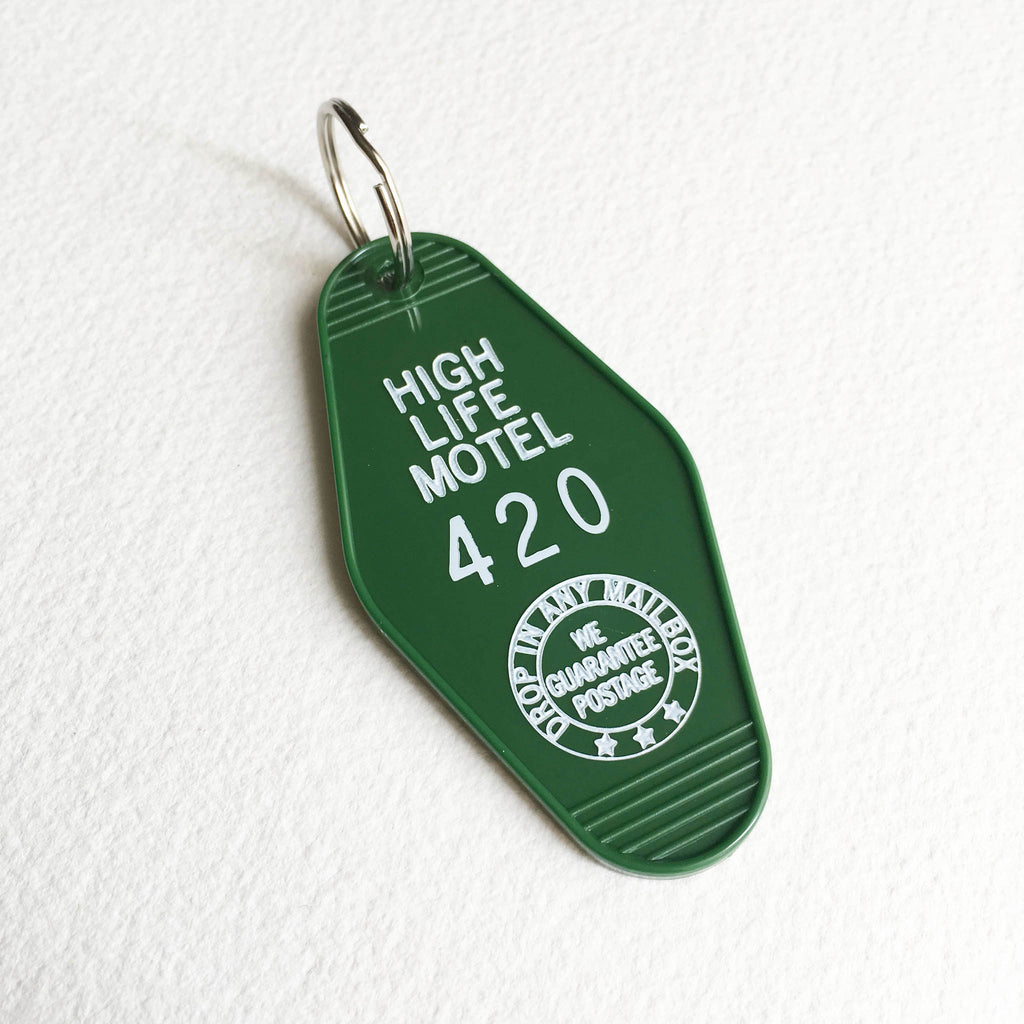 HIGH
LIFE
MOTEL
420
DROP IN ANY MAILBOX
WE
GUARANTEE
POSTAGE